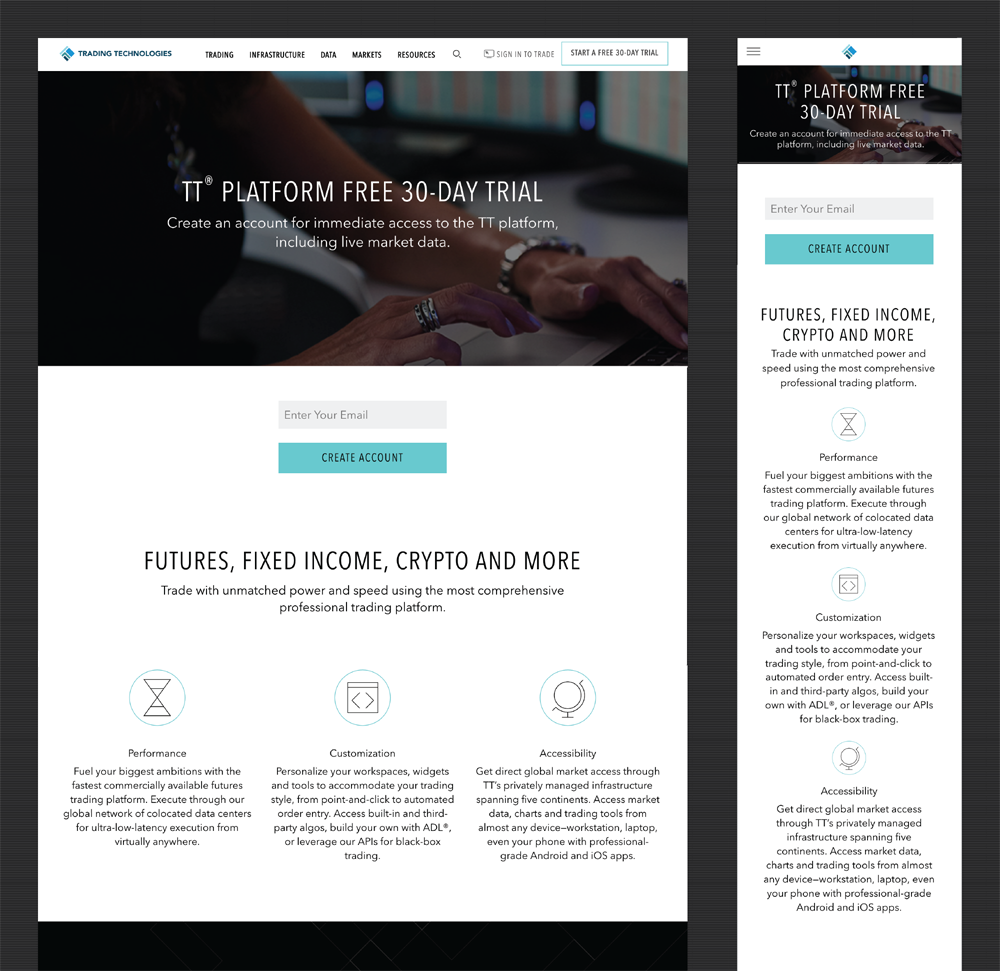 TRADING TECHNOLOGIES
TRADING
INFRASTRUCTURE
DATA
MARKETS
RESOURCES
SIGN IN TO TRADE
START A FREE 30-DAY TRIAL
TT® PLATFORM FREE 30-DAY TRIAL
Create an account for immediate access to the TT platform,
including live market data.
Enter Your Email
CREATE ACCOUNT
FUTURES, FIXED INCOME, CRYPTO AND MORE
Trade with unmatched power and speed using the most comprehensive
professional trading platform.
Performance
Fuel your biggest ambitions with the
fastest commercially available futures
trading platform. Execute through our
global network of colocated data centers
for ultra-low-latency execution from
virtually anywhere.
Customization
Personalize your workspaces, widgets
and tools to accommodate your trading
style, from point-and-click to automated
order entry. Access built-in and third-
party algos, build your own with ADL®,
or leverage our APIs for black-box
trading.
Accessibility
Get direct global market access through
TT's privately managed infrastructure
spanning five continents. Access market
data, charts and trading tools from
almost any device—workstation, laptop,
even your phone with professional-
grade Android and iOS apps.
TT® PLATFORM FREE
30-DAY TRIAL
Create an account for immediate access to the TT
platform, including live market data.
Enter Your Email
CREATE ACCOUNT
FUTURES, FIXED INCOME,
CRYPTO AND MORE
Trade with unmatched power and
speed using the most comprehensive
professional trading platform.
Performance
Fuel your biggest ambitions with the
fastest commercially available futures
trading platform. Execute through
our global network of colocated data
centers for ultra-low-latency
execution from virtually anywhere.
Customization
Personalize your workspaces, widgets
and tools to accommodate your
trading style, from point-and-click to
automated order entry. Access built-
in and third-party algos, build your
own with ADL®, or leverage our APIs
for black-box trading.
Accessibility
Get direct global market access
through TT's privately managed
infrastructure spanning five
continents. Access market data,
charts and trading tools from almost
any device—workstation, laptop, even
your phone with professional-grade
Android and iOS apps.